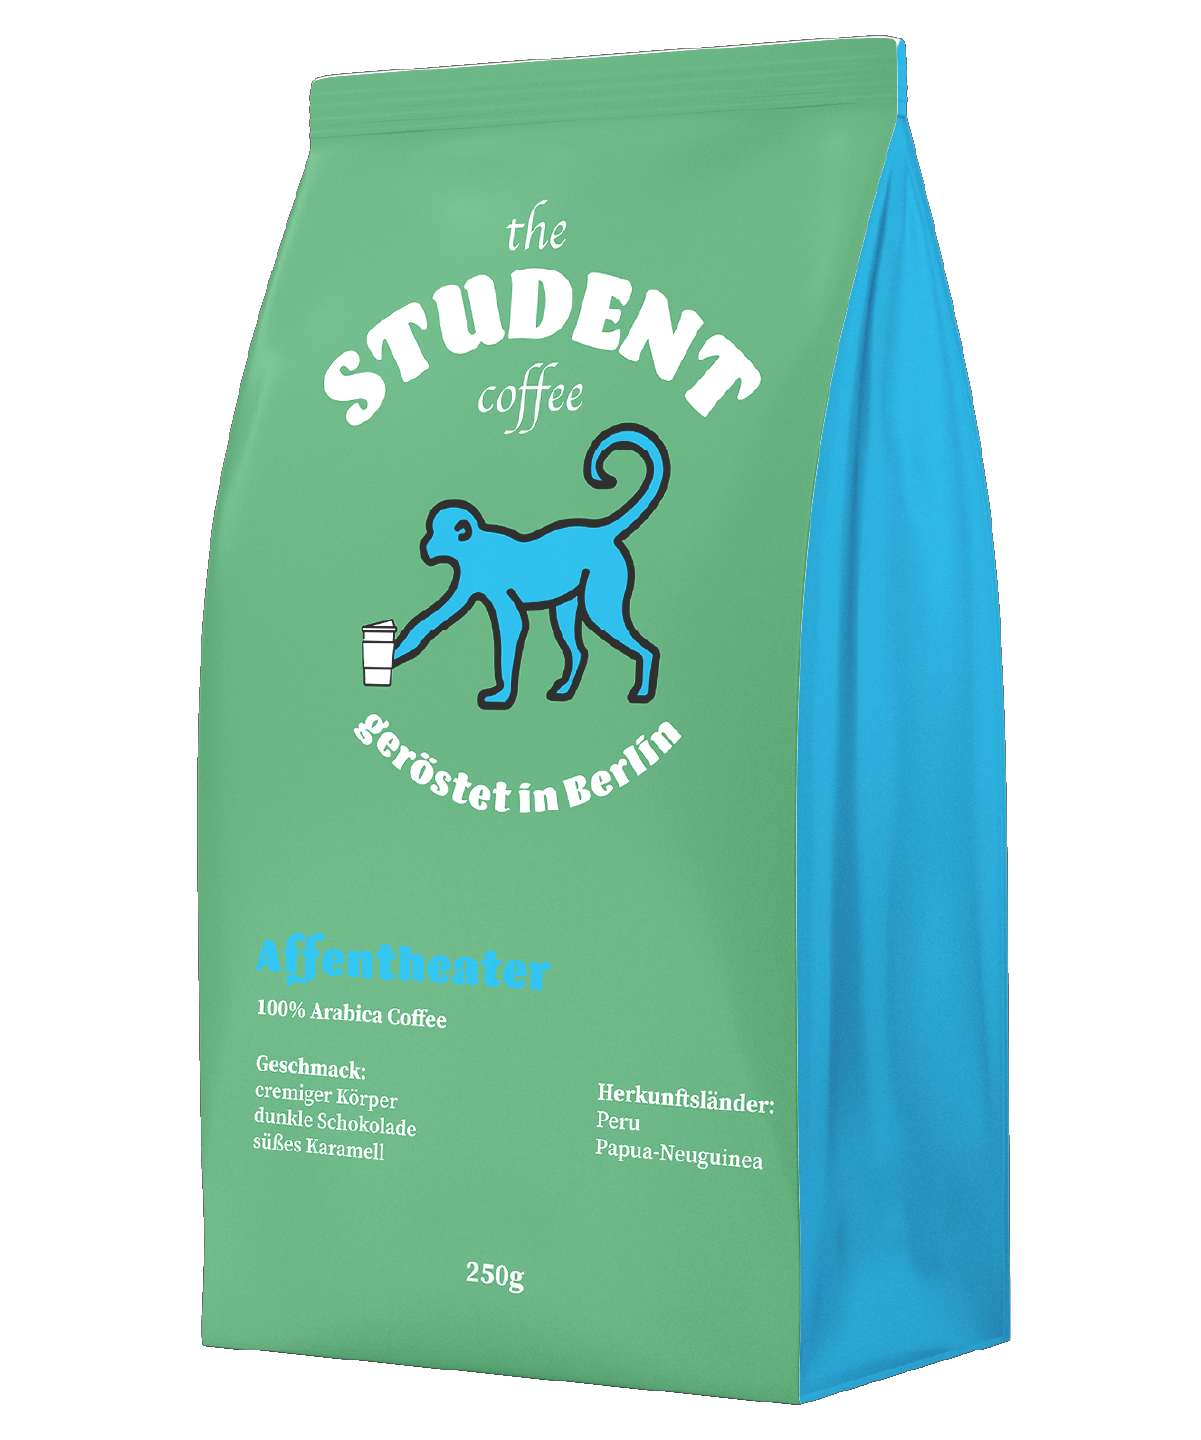 the
STUDENT
coffee
geröstet in Berlin
Affentheater
100% Arabica Coffee
Geschmack:
cremiger Körper
dunkle Schokolade
süßes Karamell
Herkunftsländer:
Peru
Papua-Neuguinea
250g